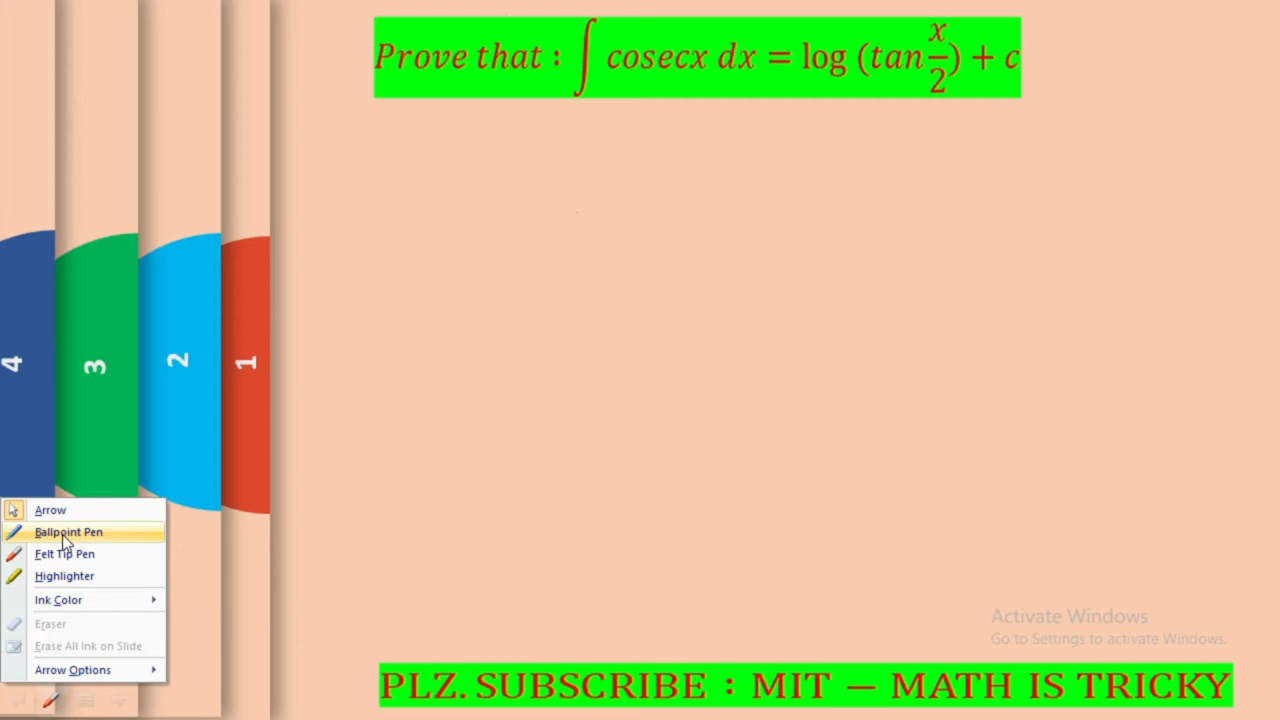 Prove that : ∫ cosecx dx = log (tan x/2) + c
4
3
2
1
Arrow
Ballpoint Pen
Felt Tip Pen
Highlighter
Ink Color
Eraser
Erase All Ink on Slide
Arrow Options
Activate Windows
Go to Settings to activate Windows.
PLZ. SUBSCRIBE : MIT − MATH IS TRICKY